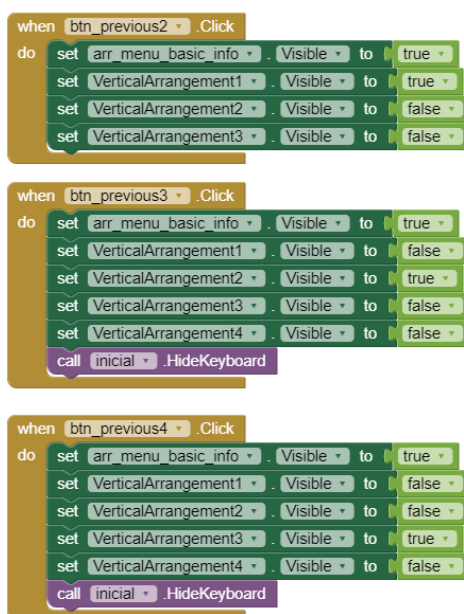 when btn_previous2 .Click
do set arr_menu_basic_info . Visible to true
set VerticalArrangement1 . Visible to true
set VerticalArrangement2 . Visible to false
set VerticalArrangement3 . Visible to false
when btn_previous3 .Click
do set arr_menu_basic_info . Visible to true
set VerticalArrangement1 . Visible to false
set VerticalArrangement2 . Visible to true
set VerticalArrangement3 . Visible to false
set VerticalArrangement4 . Visible to false
call inicial .HideKeyboard
when btn_previous4 .Click
do set arr_menu_basic_info . Visible to true
set VerticalArrangement1 . Visible to false
set VerticalArrangement2 . Visible to false
set VerticalArrangement3 . Visible to true
set VerticalArrangement4 . Visible to false
call inicial .HideKeyboard